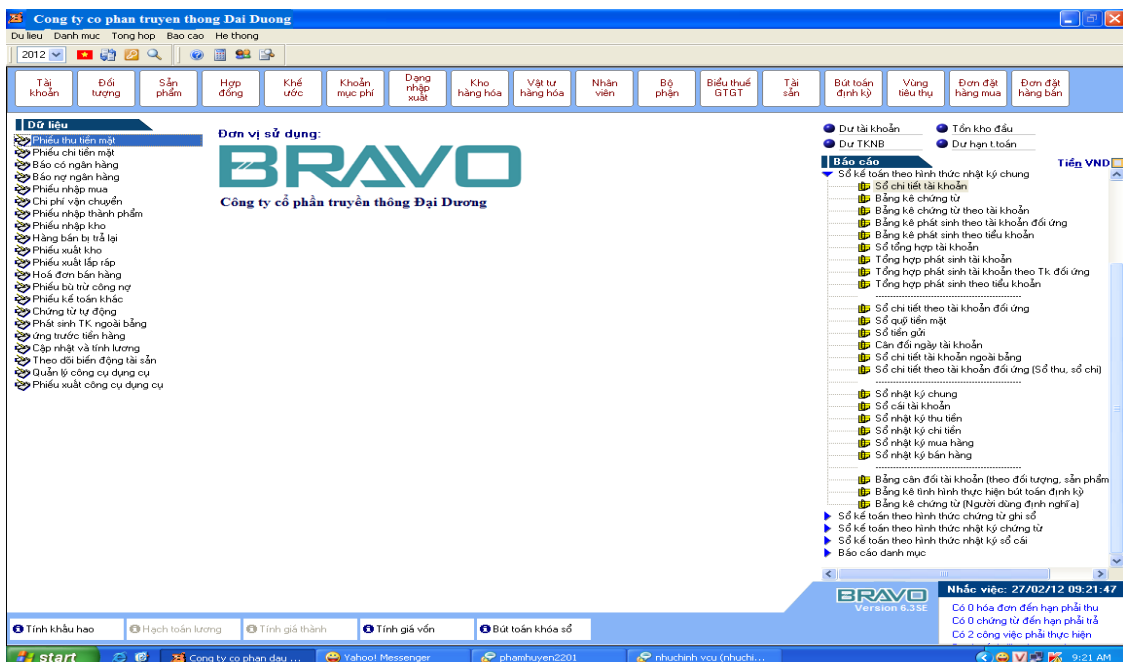 Cong ty co phan truyen thong Dai Duong
Du lieu Danh muc Tong hop Bao cao He thong
2012
Tài khoản
Đối tượng
Sản phẩm
Hợp đồng
Khế ước
Khoản mục phí
Dạng nhập xuất
Kho hàng hóa
Vật tư hàng hóa
Nhân viên
Bộ phận
Biểu thuế GTGT
Tài sản
Bút toán định kỳ
Vùng tiêu thụ
Đơn đặt hàng mua
Đơn đặt hàng bán
Dữ liệu
Phiếu thu tiền mặt
Phiếu chi tiền mặt
Báo có ngân hàng
Báo nợ ngân hàng
Phiếu nhập mua
Chi phí vận chuyển
Phiếu nhập thành phẩm
Phiếu nhập kho
Hàng bán bị trả lại
Phiếu xuất kho
Phiếu xuất lắp ráp
Hoá đơn bán hàng
Phiếu bù trừ công nợ
Phiếu kế toán khác
Chứng từ tự động
Phát sinh TK ngoài bảng
ứng trước tiền hàng
Cập nhật và tính lương
Theo dõi biến động tài sản
Quản lý công cụ dụng cụ
Phiếu xuất công cụ dụng cụ
Đơn vị sử dụng:
BRAVO
Công ty cổ phần truyền thông Đại Dương
Dư tài khoản
Tồn kho đầu
Dư TKNB
Dư hạn t.toán
Báo cáo
Tiền VND
Sổ kế toán theo hình thức nhật ký chung
Sổ chi tiết tài khoản
Bảng kê chứng từ
Bảng kê chứng từ theo tài khoản
Bảng kê phát sinh theo tài khoản đối ứng
Bảng kê phát sinh theo tiểu khoản
Sổ tổng hợp tài khoản
Tổng hợp phát sinh tài khoản
Tổng hợp phát sinh tài khoản theo Tk đối ứng
Tổng hợp phát sinh theo tiểu khoản
Sổ chi tiết theo tài khoản đối ứng
Sổ quỹ tiền mặt
Sổ tiền gửi
Cân đối ngày tài khoản
Sổ chi tiết tài khoản ngoài bảng
Sổ chi tiết theo tài khoản đối ứng (Sổ thu, sổ chi)
Sổ nhật ký chung
Sổ cái tài khoản
Sổ nhật ký thu tiền
Sổ nhật ký chi tiền
Sổ nhật ký mua hàng
Sổ nhật ký bán hàng
Bảng cân đối tài khoản (theo đối tượng, sản phẩm
Bảng kê tình hình thực hiện bút toán định kỳ
Bảng kê chứng từ (Người dùng định nghĩa)
Sổ kế toán theo hình thức chứng từ ghi sổ
Sổ kế toán theo hình thức nhật ký chứng từ
Sổ kế toán theo hình thức nhật ký sổ cái
Báo cáo danh mục
BRAVO
Version 6.3SE
Nhắc việc: 27/02/12 09:21:47
Có 0 hóa đơn đến hạn phải thu
Có 0 chứng từ đến hạn phải trả
Có 2 công việc phải thực hiện
Tính khấu hao
Hạch toán lương
Tính giá thành
Tính giá vốn
Bút toán khóa sổ
start
Cong ty co phan dau ...
Yahoo! Messenger
phamhuyen2201
nhuchinh vcu (nhuchi...
9:21 AM